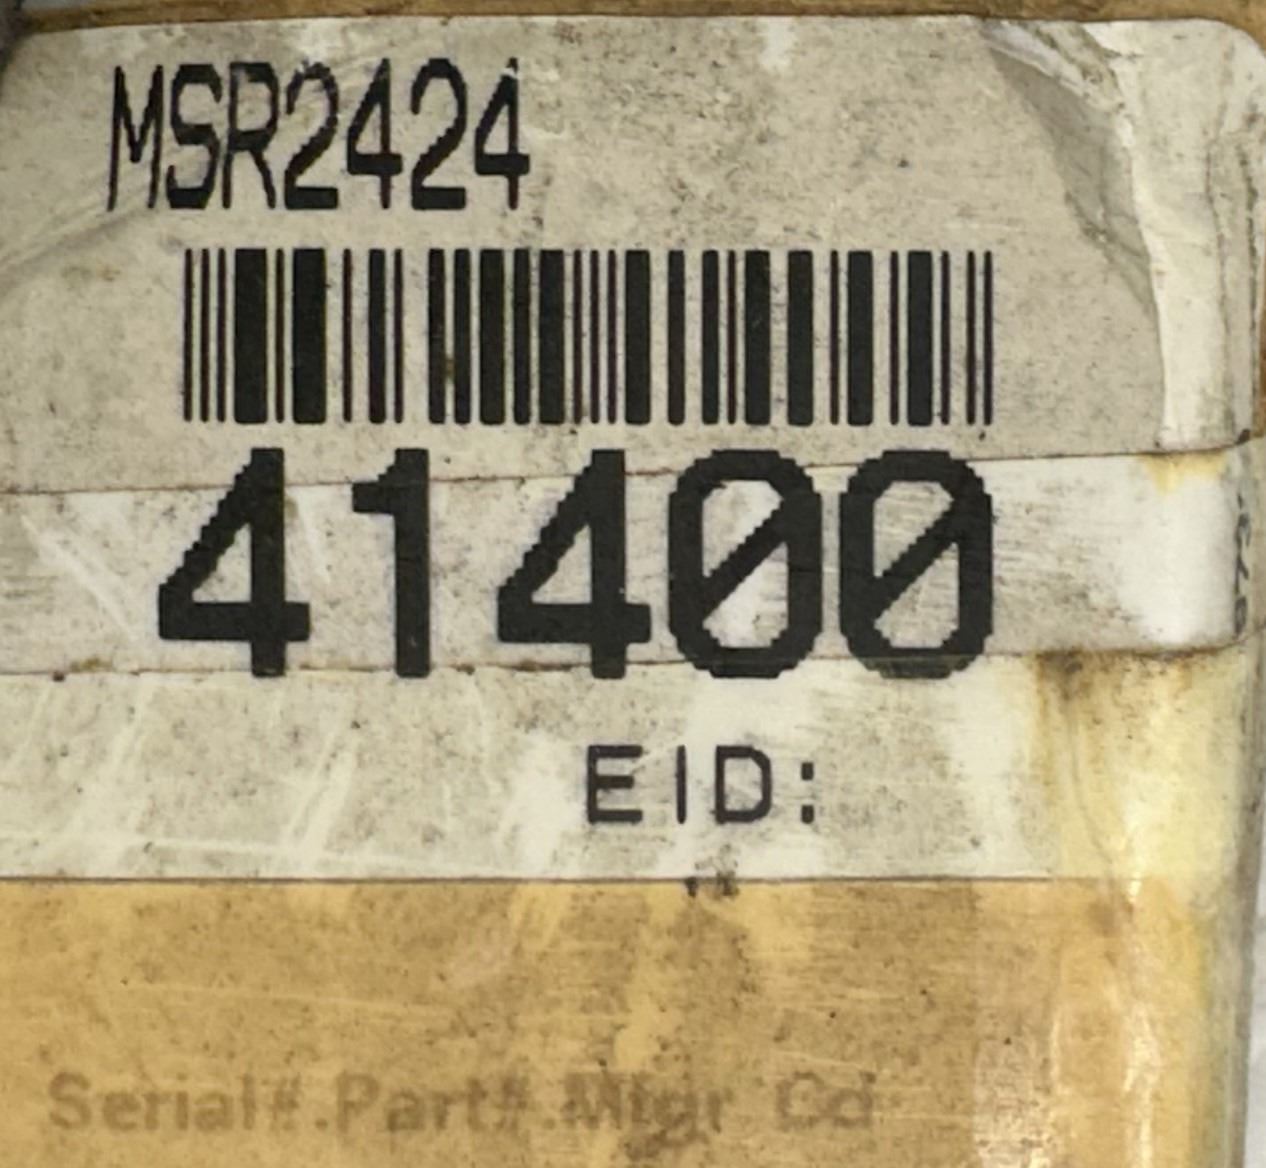 MSR2424
41400
EID:
Serial#.Part#.Mfgr Cd